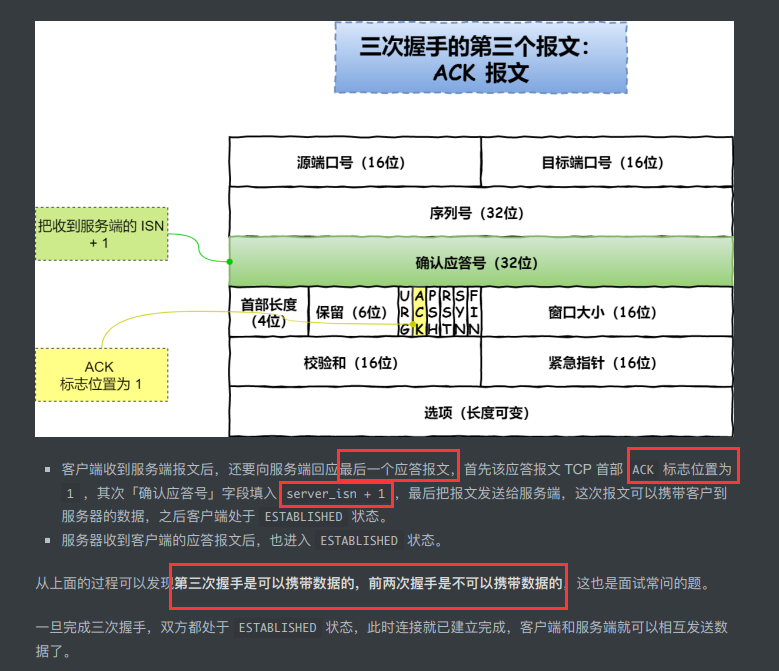 三次握手的第三个报文:
ACK 报文
源端口号（16位）
目标端口号（16位）
序列号（32位）
把收到服务端的 ISN
+ 1
确认应答号（32位）
首部长度
（4位）
保留（6位）
URG
ACK
PSH
RST
SYN
FIN
窗口大小（16位）
ACK
标志位置为 1
校验和（16位）
紧急指针（16位）
选项（长度可变）
客户端收到服务端报文后，还要向服务端回应最后一个应答报文，首先该应答报文 TCP 首部 ACK 标志位置为
1 ，其次「确认应答号」字段填入 server_isn + 1 ，最后把报文发送给服务端，这次报文可以携带客户到
服务器的数据，之后客户端处于 ESTABLISHED 状态。
服务器收到客户端的应答报文后，也进入 ESTABLISHED 状态。
从上面的过程可以发现第三次握手是可以携带数据的，前两次握手是不可以携带数据的，这也是面试常问的题。
一旦完成三次握手，双方都处于 ESTABLISHED 状态，此时连接就已建立完成，客户端和服务端就可以相互发送数
据了。